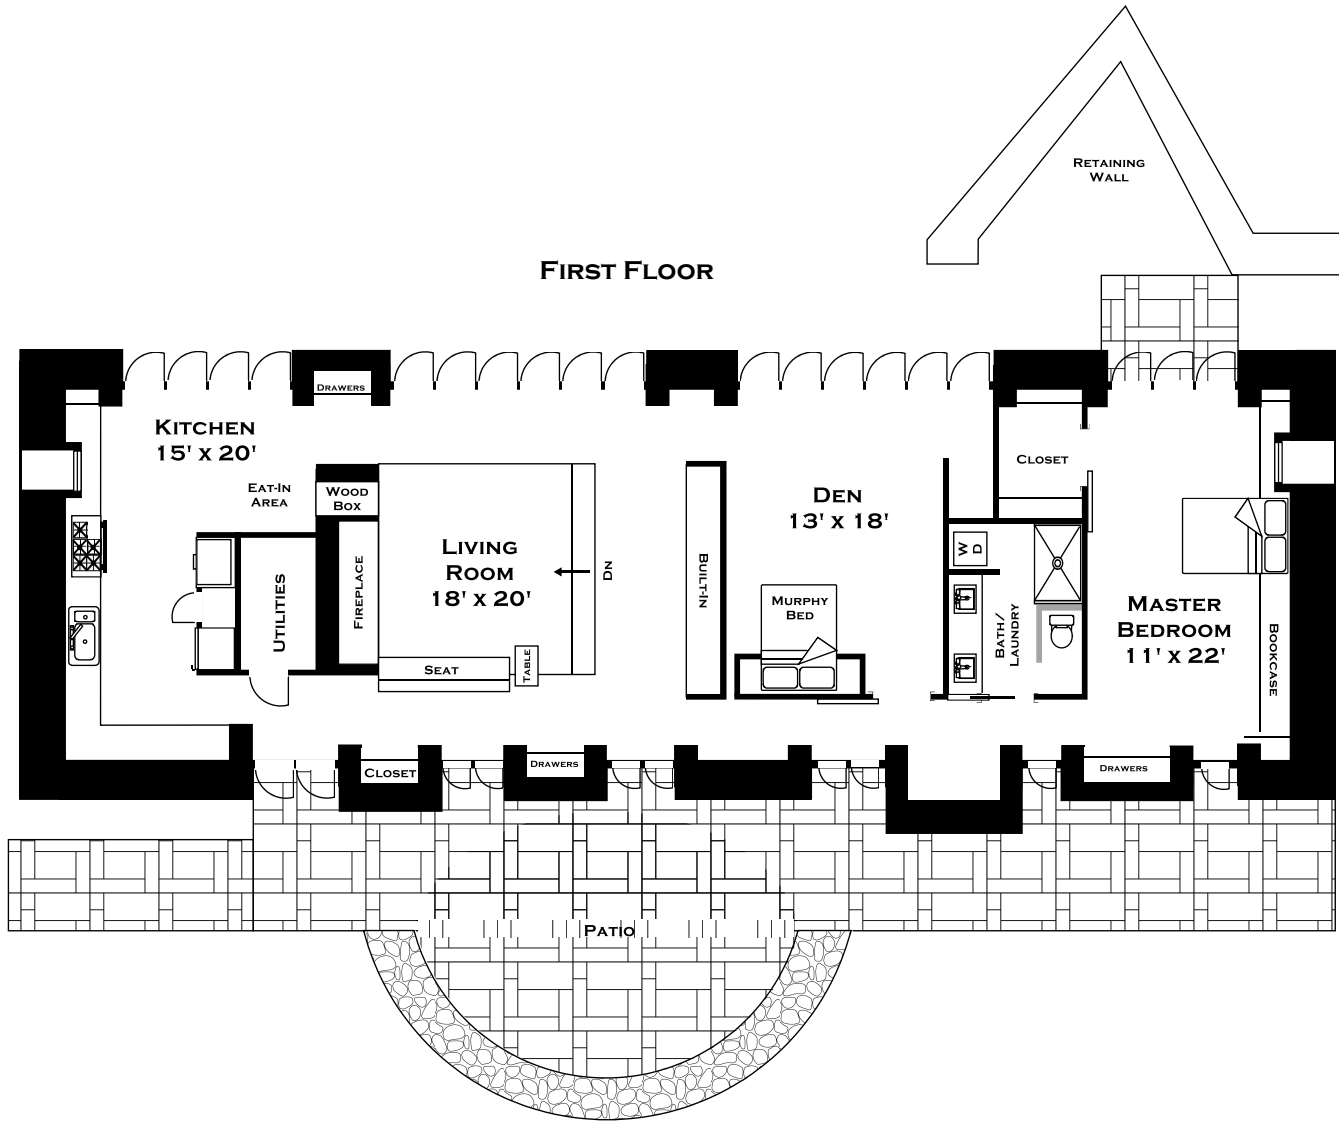 Retaining
Wall
First Floor
Drawers
Kitchen
15' x 20'
Eat-In
Area
Wood
Box
Closet
Den
13' x 18'
Living
Room
18' x 20'
Dn
W
D
Fireplace
Built-In
Utilities
Murphy
Bed
Bath/
Laundry
Master
Bedroom
11' x 22'
Bookcase
Seat
Table
Closet
Drawers
Drawers
Patio